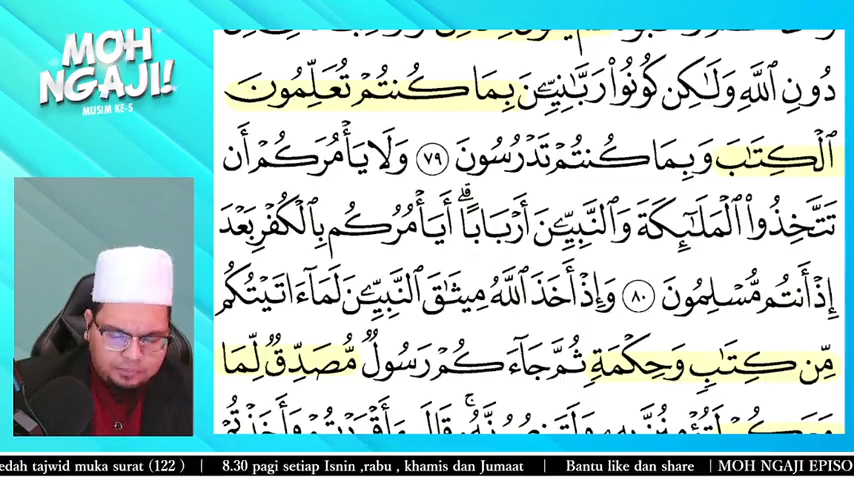 MOH
NGAJI!
MUSIM KE-5
دُونِ ٱللَّهِ وَلَٰكِن كُونُوا۟ رَبَّٰنِيِّـۧنَ بِمَا كُنتُمْ تُعَلِّمُونَ
ٱلْكِتَٰبَ وَبِمَا كُنتُمْ تَدْرُسُونَ ٧٩ وَلَا يَأْمُرَكُمْ أَن
تَتَّخِذُوا۟ ٱلْمَلَٰٓئِكَةَ وَٱلنَّبِيِّـۧنَ أَرْبَابًا ۗ أَيَأْمُرُكُم بِٱلْكُفْرِ بَعْدَ
إِذْ أَنتُم مُّسْلِمُونَ ٨٠ وَإِذْ أَخَذَ ٱللَّهُ مِيثَٰقَ ٱلنَّبِيِّـۧنَ لَمَآ ءَاتَيْتُكُم
مِّن كِتَٰبٍ وَحِكْمَةٍ ثُمَّ جَآءَكُمْ رَسُولٌ مُّصَدِّقٌ لِّمَا
مَعَكُمْ لَتُؤْمِنُنَّ بِهِۦ وَلَتَنصُرُنَّهُۥ ۚ قَالَ ءَأَقْرَرْتُمْ وَأَخَذْتُمْ
edah tajwid muka surat (122 ) | 8.30 pagi setiap Isnin ,rabu , khamis dan Jumaat | Bantu like dan share | MOH NGAJI EPISO